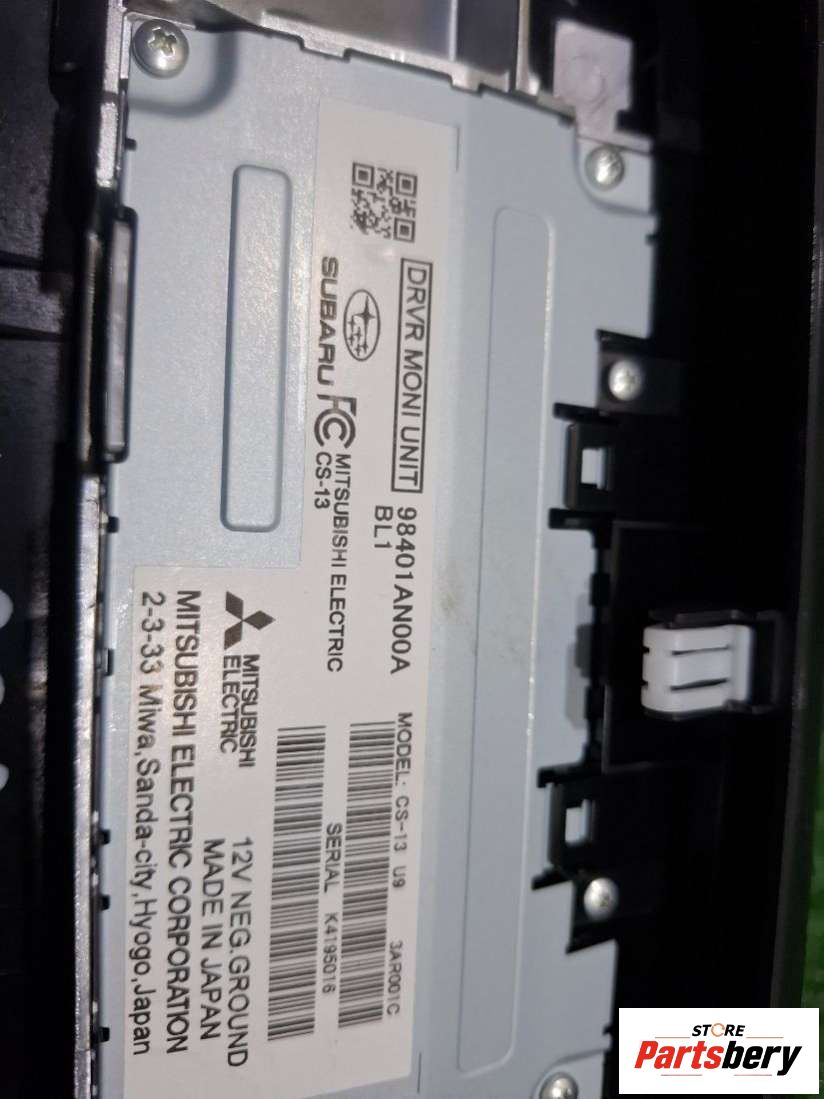 DRVR MONI UNIT 98401AN00A MODEL: CS-13 U9 3AR001C
BL1
SUBARU FC MITSUBISHI ELECTRIC
CS-13
SERIAL K4195016
MITSUBISHI
ELECTRIC
12V NEG.GROUND
MADE IN JAPAN
MITSUBISHI ELECTRIC CORPORATION
2-3-33 Miwa,Sanda-city,Hyogo,Japan
STORE
Partsbery